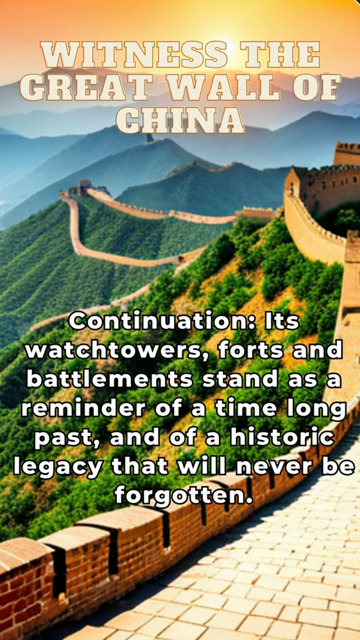 WITNESS THE
GREAT WALL OF
CHINA
Continuation: Its
watchtowers, forts and
battlements stand as a
reminder of a time long
past, and of a historic
legacy that will never be
forgotten.